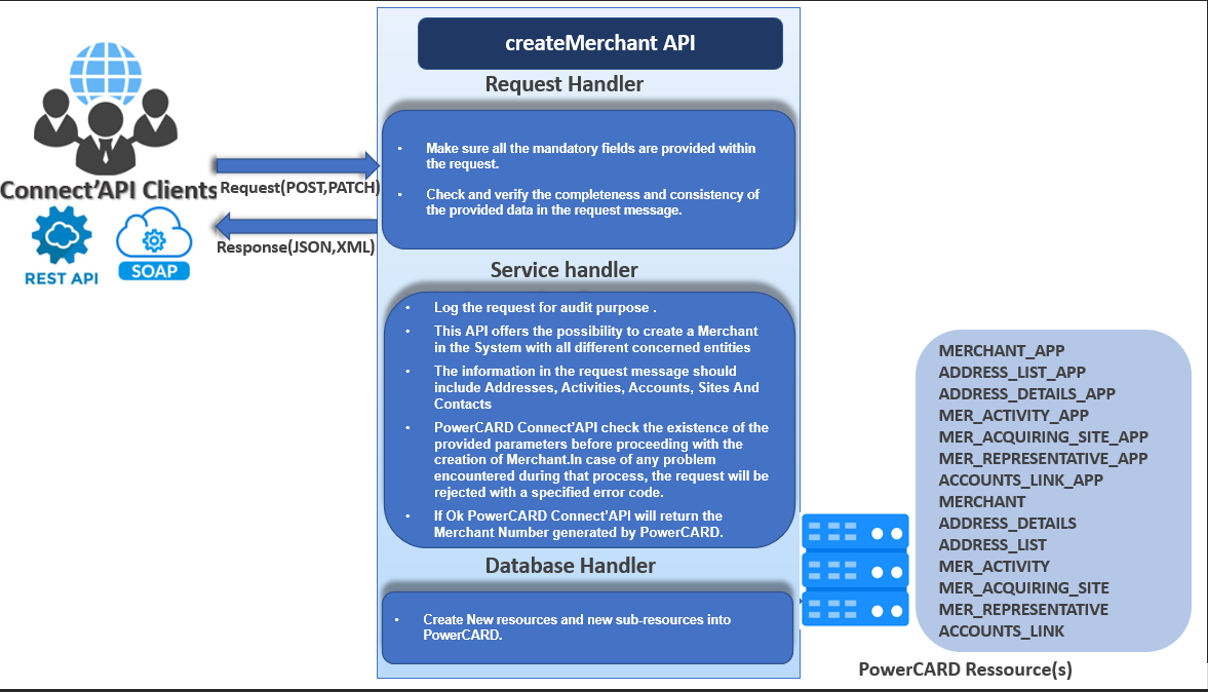 createMerchant API
Request Handler
• Make sure all the mandatory fields are provided within
the request.
• Check and verify the completeness and consistency of
the provided data in the request message.
Connect'API Clients
Request(POST,PATCH)
Response(JSON,XML)
REST API
SOAP
Service handler
• Log the request for audit purpose .
• This API offers the possibility to create a Merchant
in the System with all different concerned entities
• The information in the request message should
include Addresses, Activities, Accounts, Sites And
Contacts
• PowerCARD Connect'API check the existence of the
provided parameters before proceeding with the
creation of Merchant.In case of any problem
encountered during that process, the request will be
rejected with a specified error code.
• If Ok PowerCARD Connect'API will return the
Merchant Number generated by PowerCARD.
Database Handler
• Create New resources and new sub-resources into
PowerCARD.
MERCHANT_APP
ADDRESS_LIST_APP
ADDRESS_DETAILS_APP
MER_ACTIVITY_APP
MER_ACQUIRING_SITE_APP
MER_REPRESENTATIVE_APP
ACCOUNTS_LINK_APP
MERCHANT
ADDRESS_DETAILS
ADDRESS_LIST
MER_ACTIVITY
MER_ACQUIRING_SITE
MER_REPRESENTATIVE
ACCOUNTS_LINK
PowerCARD Ressource(s)